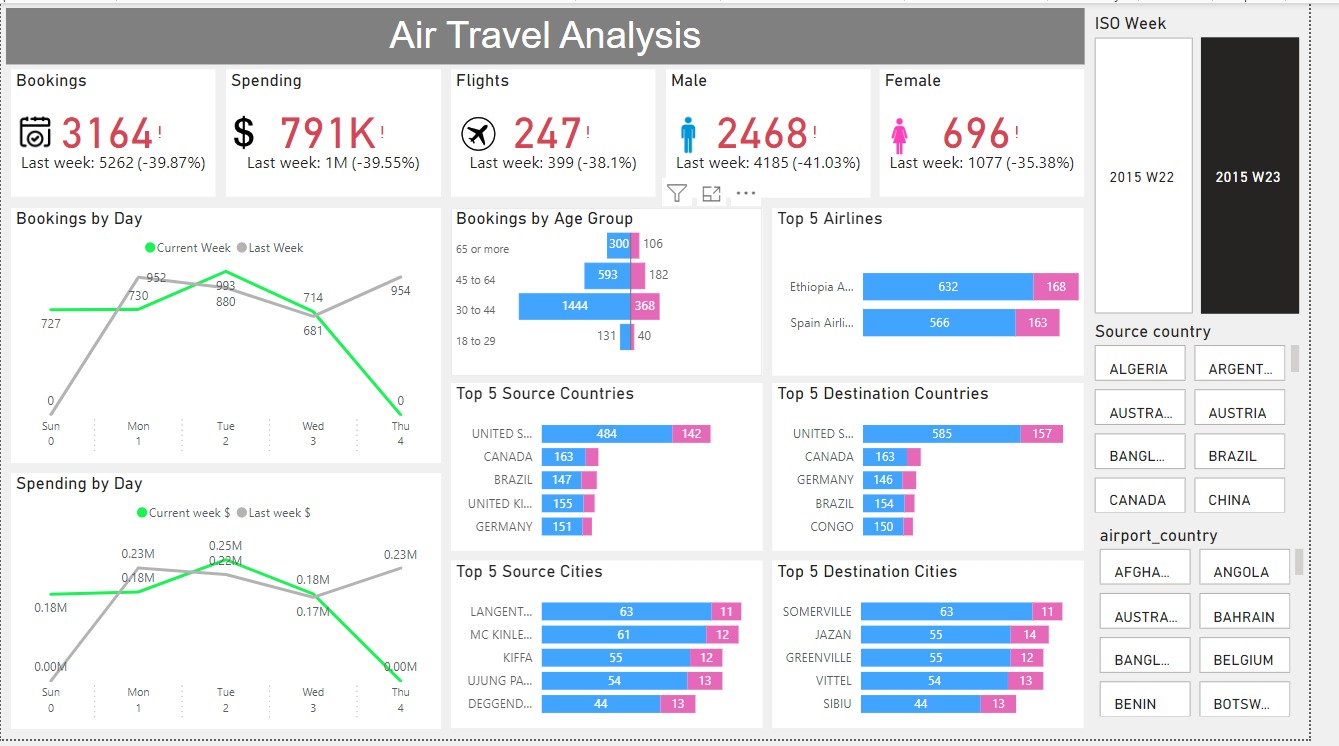 Air Travel Analysis
ISO Week
2015 W22
2015 W23
Bookings
3164 !
Last week: 5262 (-39.87%)
Spending
$ 791K !
Last week: 1M (-39.55%)
Flights
247 !
Last week: 399 (-38.1%)
Male
2468 !
Last week: 4185 (-41.03%)
Female
696 !
Last week: 1077 (-35.38%)
Bookings by Day
Current Week Last Week
727
0
952
730
993
880
714
681
954
0
Sun Mon Tue Wed Thu
0 1 2 3 4
Spending by Day
Current week $ Last week $
0.18M
0.00M
0.23M
0.18M
0.25M
0.22M
0.18M
0.17M
0.23M
0.00M
Sun Mon Tue Wed Thu
0 1 2 3 4
Bookings by Age Group
65 or more 300 106
45 to 64 593 182
30 to 44 1444 368
18 to 29 131 40
Top 5 Airlines
Ethiopia A... 632 168
Spain Airli... 566 163
Top 5 Source Countries
UNITED S... 484 142
CANADA 163
BRAZIL 147
UNITED KI... 155
GERMANY 151
Top 5 Destination Countries
UNITED S... 585 157
CANADA 163
GERMANY 146
BRAZIL 154
CONGO 150
Top 5 Source Cities
LANGENT... 63 11
MC KINLE... 61 12
KIFFA 55 12
UJUNG PA... 54 13
DEGGEND... 44 13
Top 5 Destination Cities
SOMERVILLE 63 11
JAZAN 55 14
GREENVILLE 55 12
VITTEL 54 13
SIBIU 44 13
Source country
ALGERIA ARGENT...
AUSTRA... AUSTRIA
BANGL... BRAZIL
CANADA CHINA
airport_country
AFGHA... ANGOLA
AUSTRA... BAHRAIN
BANGL... BELGIUM
BENIN BOTSW...